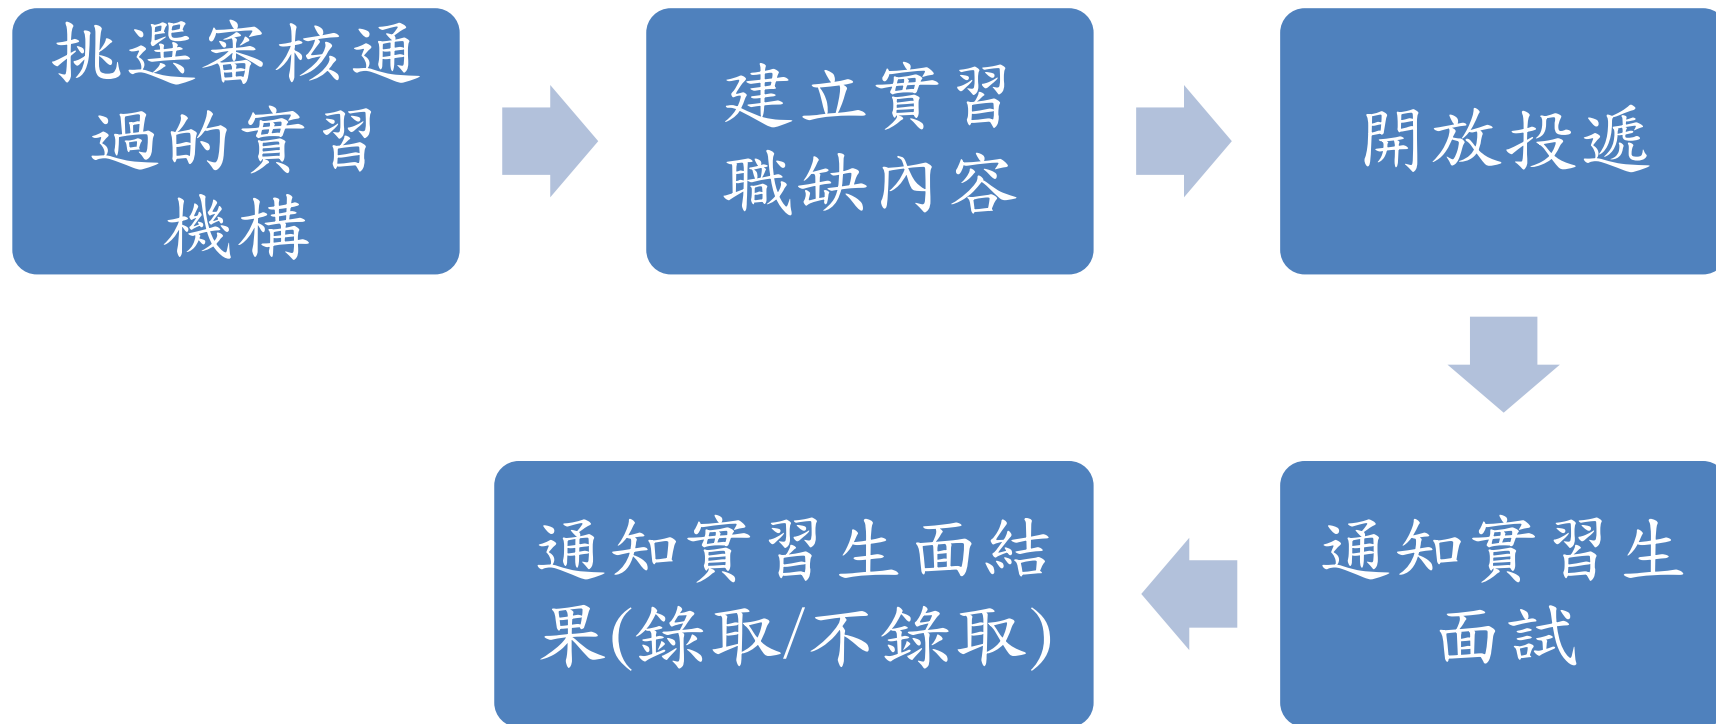 挑選審核通
過的實習
機構
建立實習
職缺內容
開放投遞
通知實習生
面試
通知實習生面結
果(錄取/不錄取)